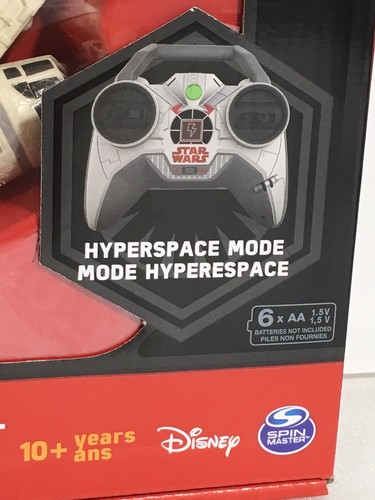 STAR
WARS
HYPERSPACE MODE
MODE HYPERESPACE
6 x AA 1.5V
1,5 V
BATTERIES NOT INCLUDED
PILES NON FOURNIES
10+ years
ans
Disney
SPIN
MASTER™